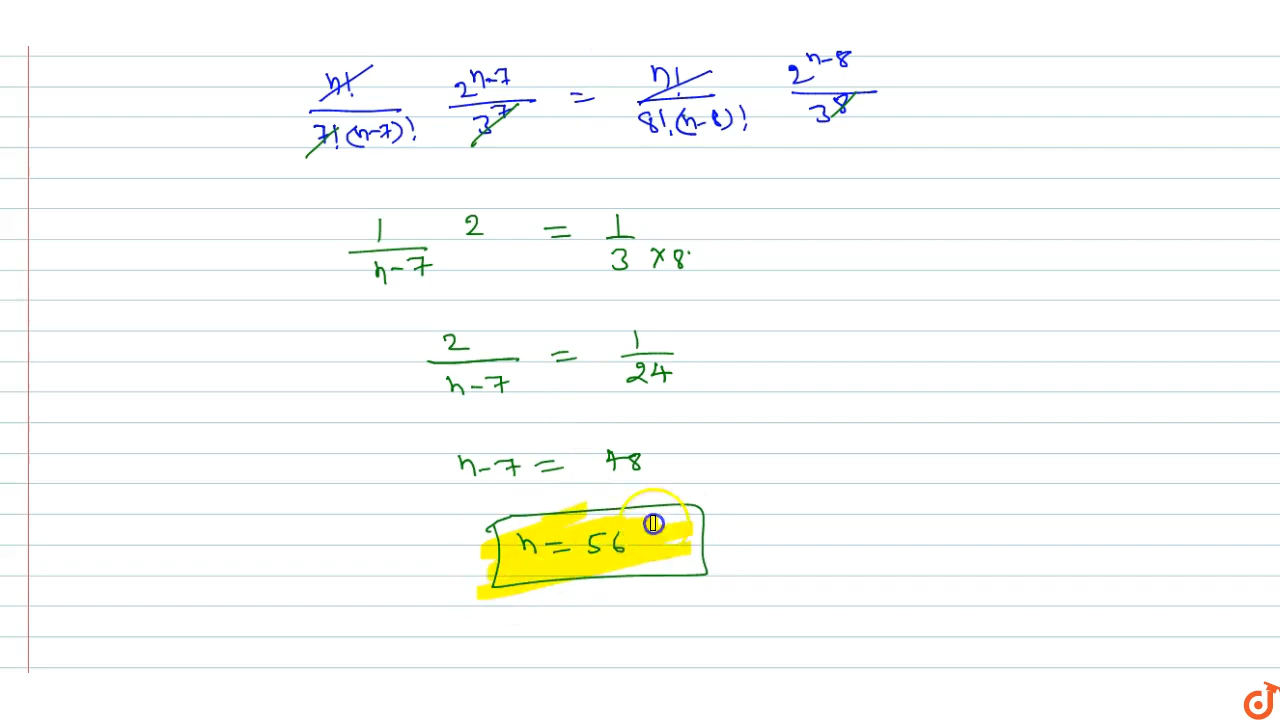 n!/(7!(n-7)!) 2^(n-7)/3^7 = n!/(8!(n-8)!) 2^(n-8)/3^8
1/(n-7) 2 = 1/3 × 8
2/(n-7) = 1/24
n-7 = 48
n = 56